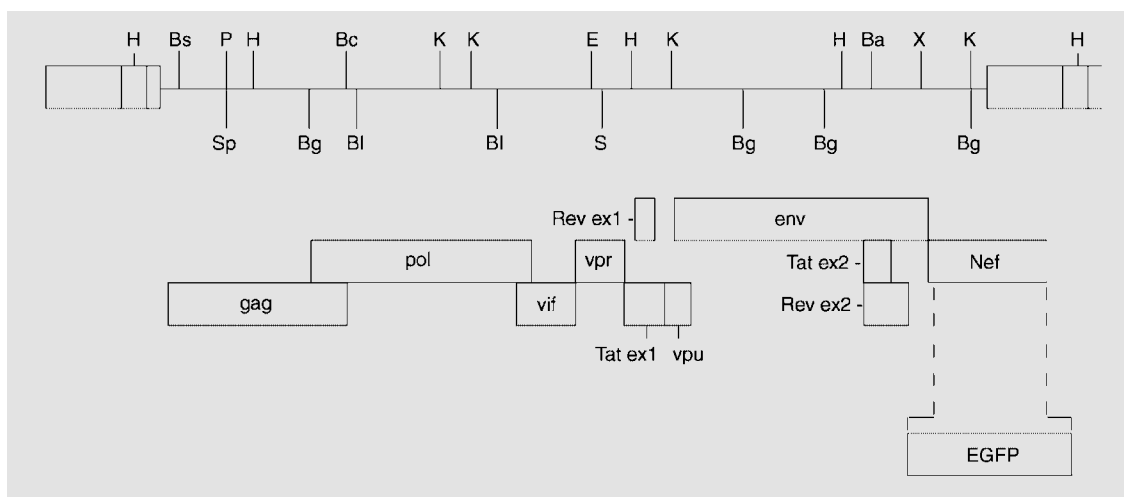 H Bs P H Bc K K E H K H Ba X K H
Sp Bg Bl Bl S Bg Bg Bg
Rev ex1 - env
pol vpr Tat ex2 - Nef
gag vif Rev ex2 -
Tat ex1 vpu
EGFP